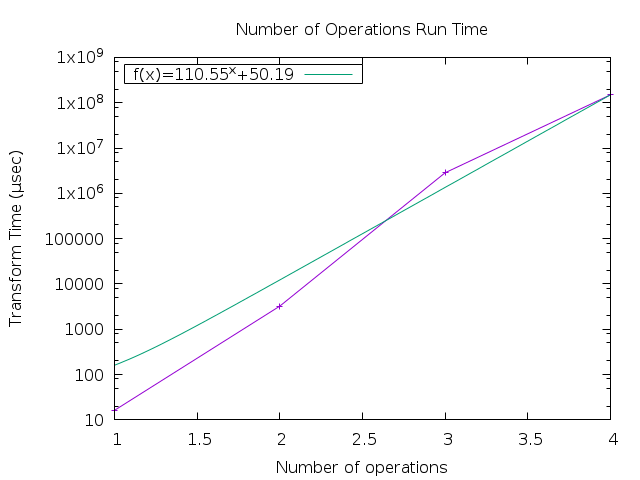 Number of Operations Run Time
f(x)=110.55^x+50.19
1x10^9
1x10^8
1x10^7
1x10^6
100000
10000
1000
100
10
Transform Time (µsec)
1 1.5 2 2.5 3 3.5 4
Number of operations